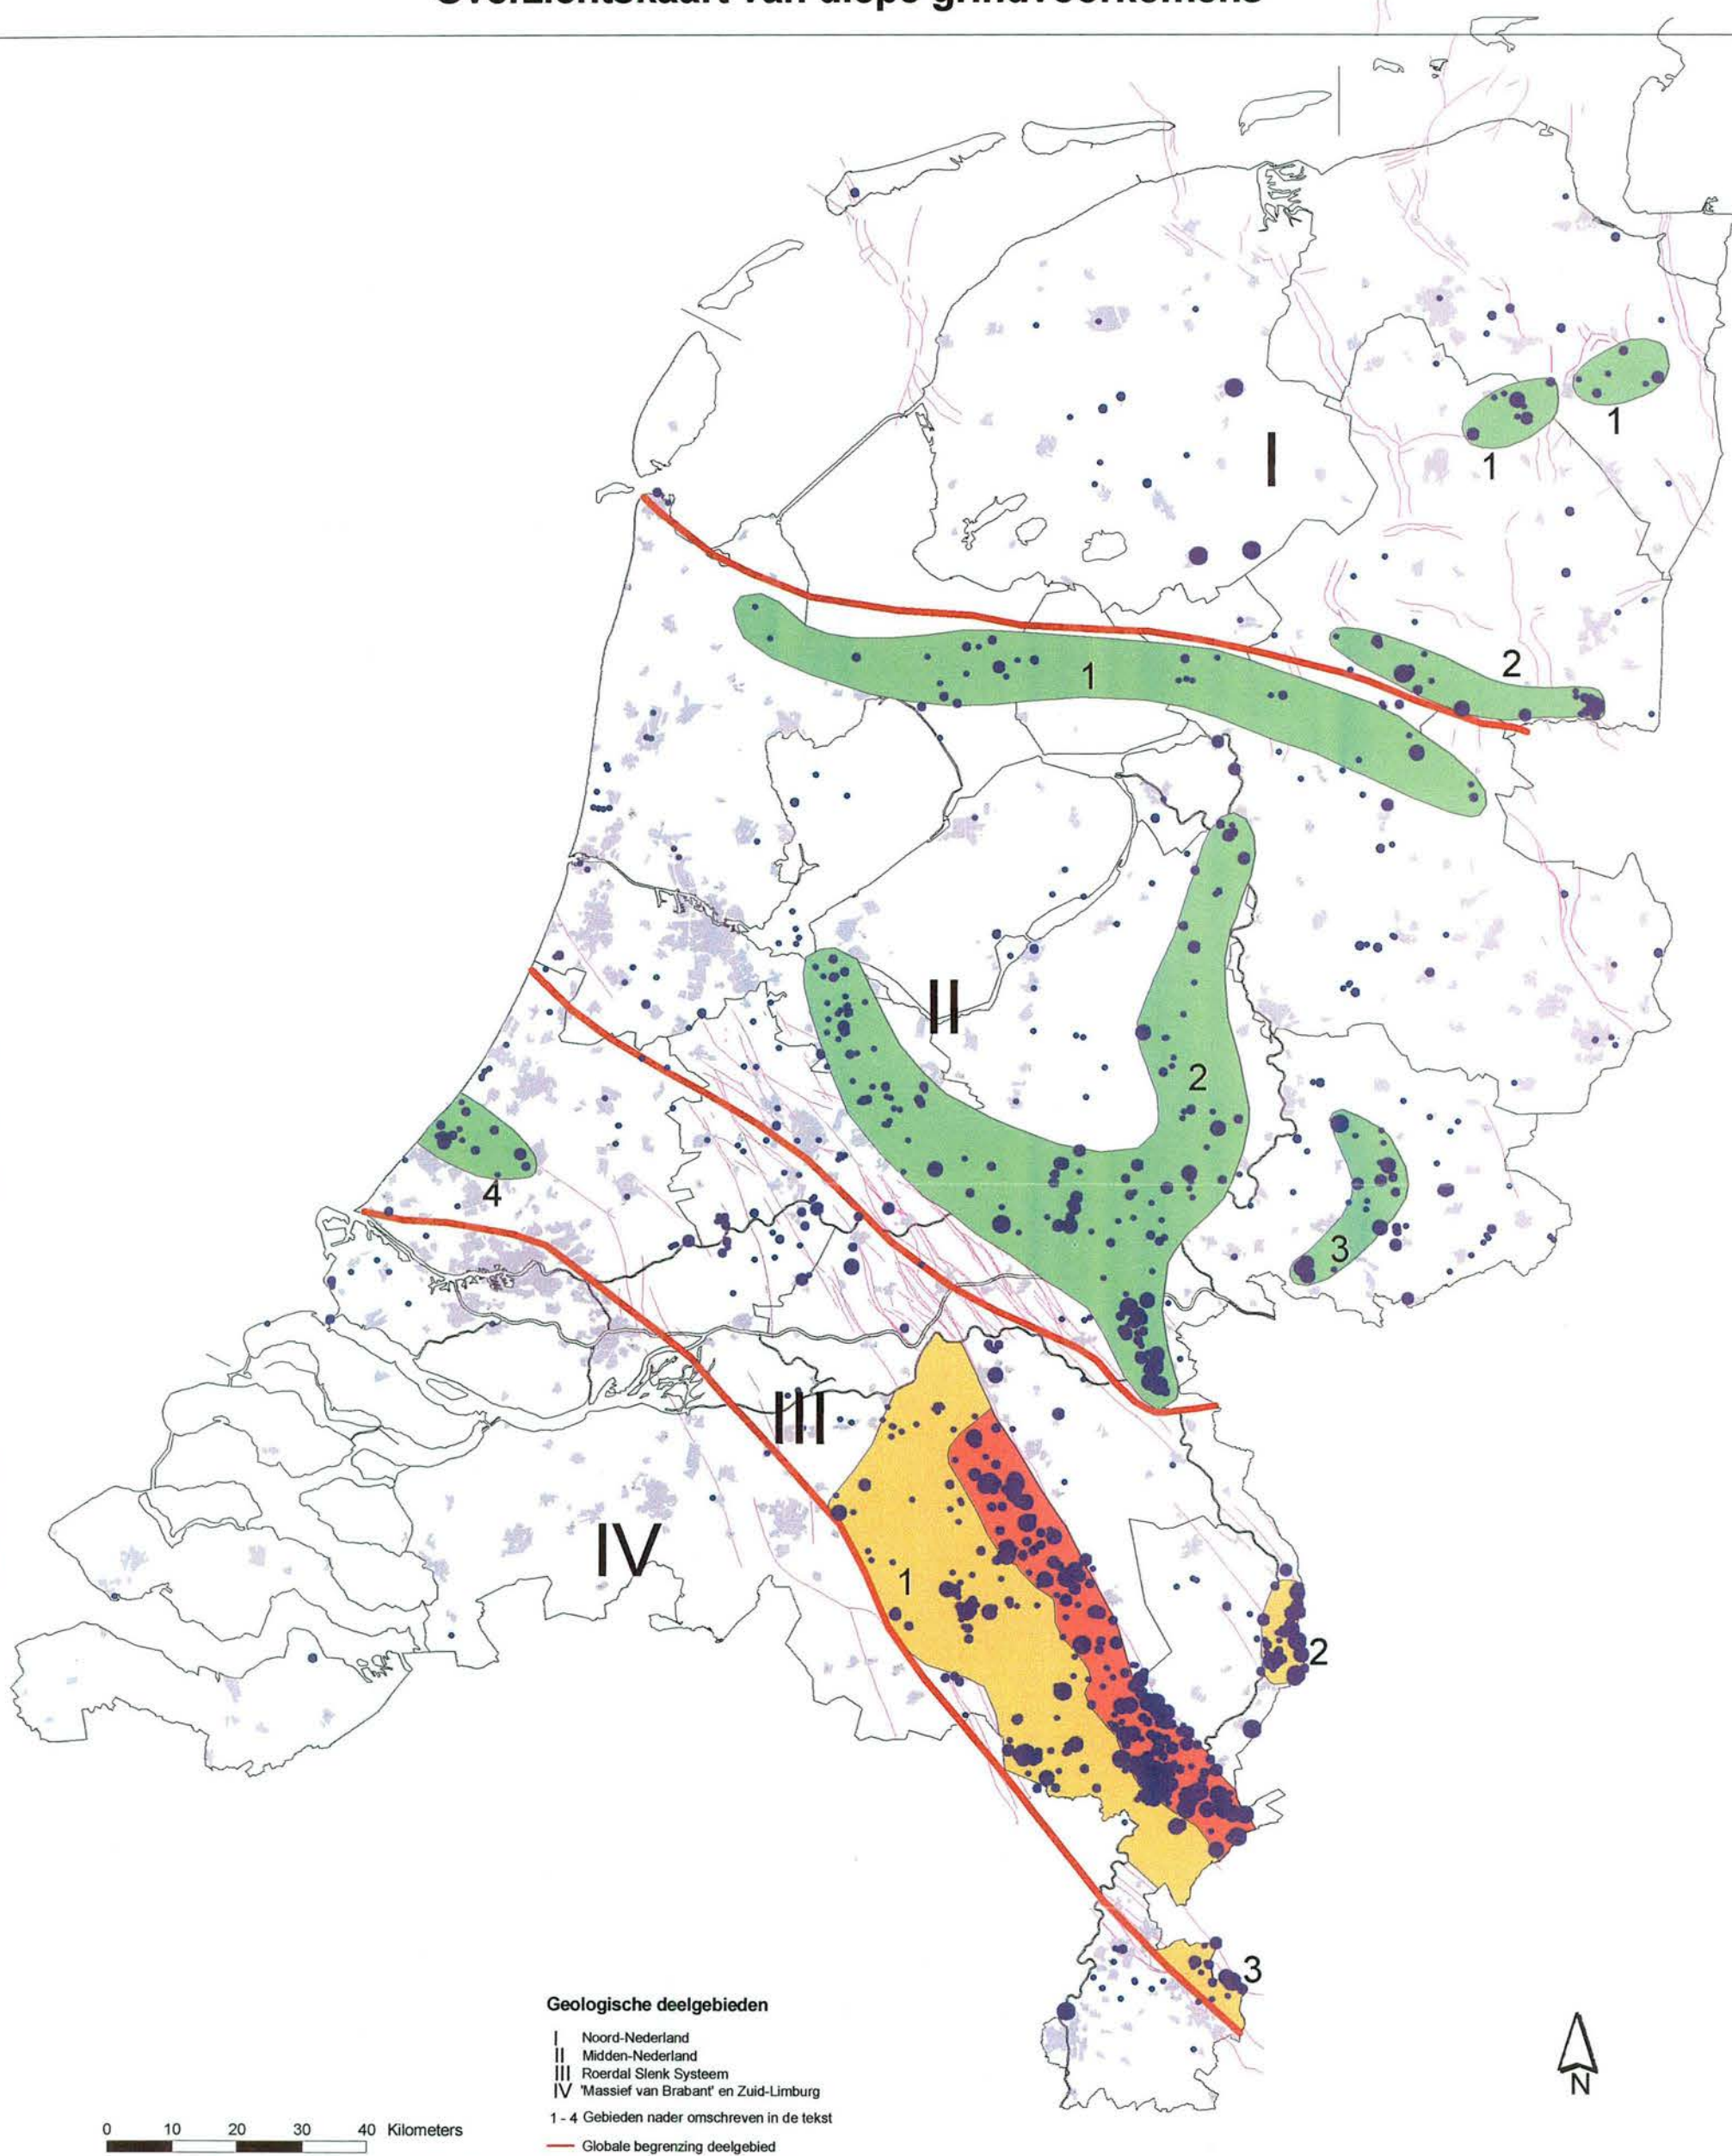 Overzichtskaart van diepe grindvoorkomens
I
1
1
1
2
II
2
4
3
III
IV
1
2
3
Geologische deelgebieden
I Noord-Nederland
II Midden-Nederland
III Roerdal Slenk Systeem
IV 'Massief van Brabant' en Zuid-Limburg
1 - 4 Gebieden nader omschreven in de tekst
Globale begrenzing deelgebied
0 10 20 30 40 Kilometers
N